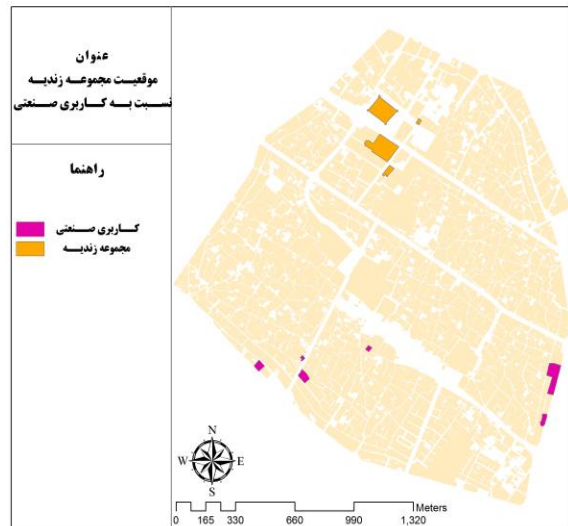 عنوان
موقعیت مجموعه زندیه
نسبت به کاربری صنعتی
راهنما
کاربری صنعتی
مجموعه زندیه
N
W E
S
Meters
0 165 330 660 990 1,320